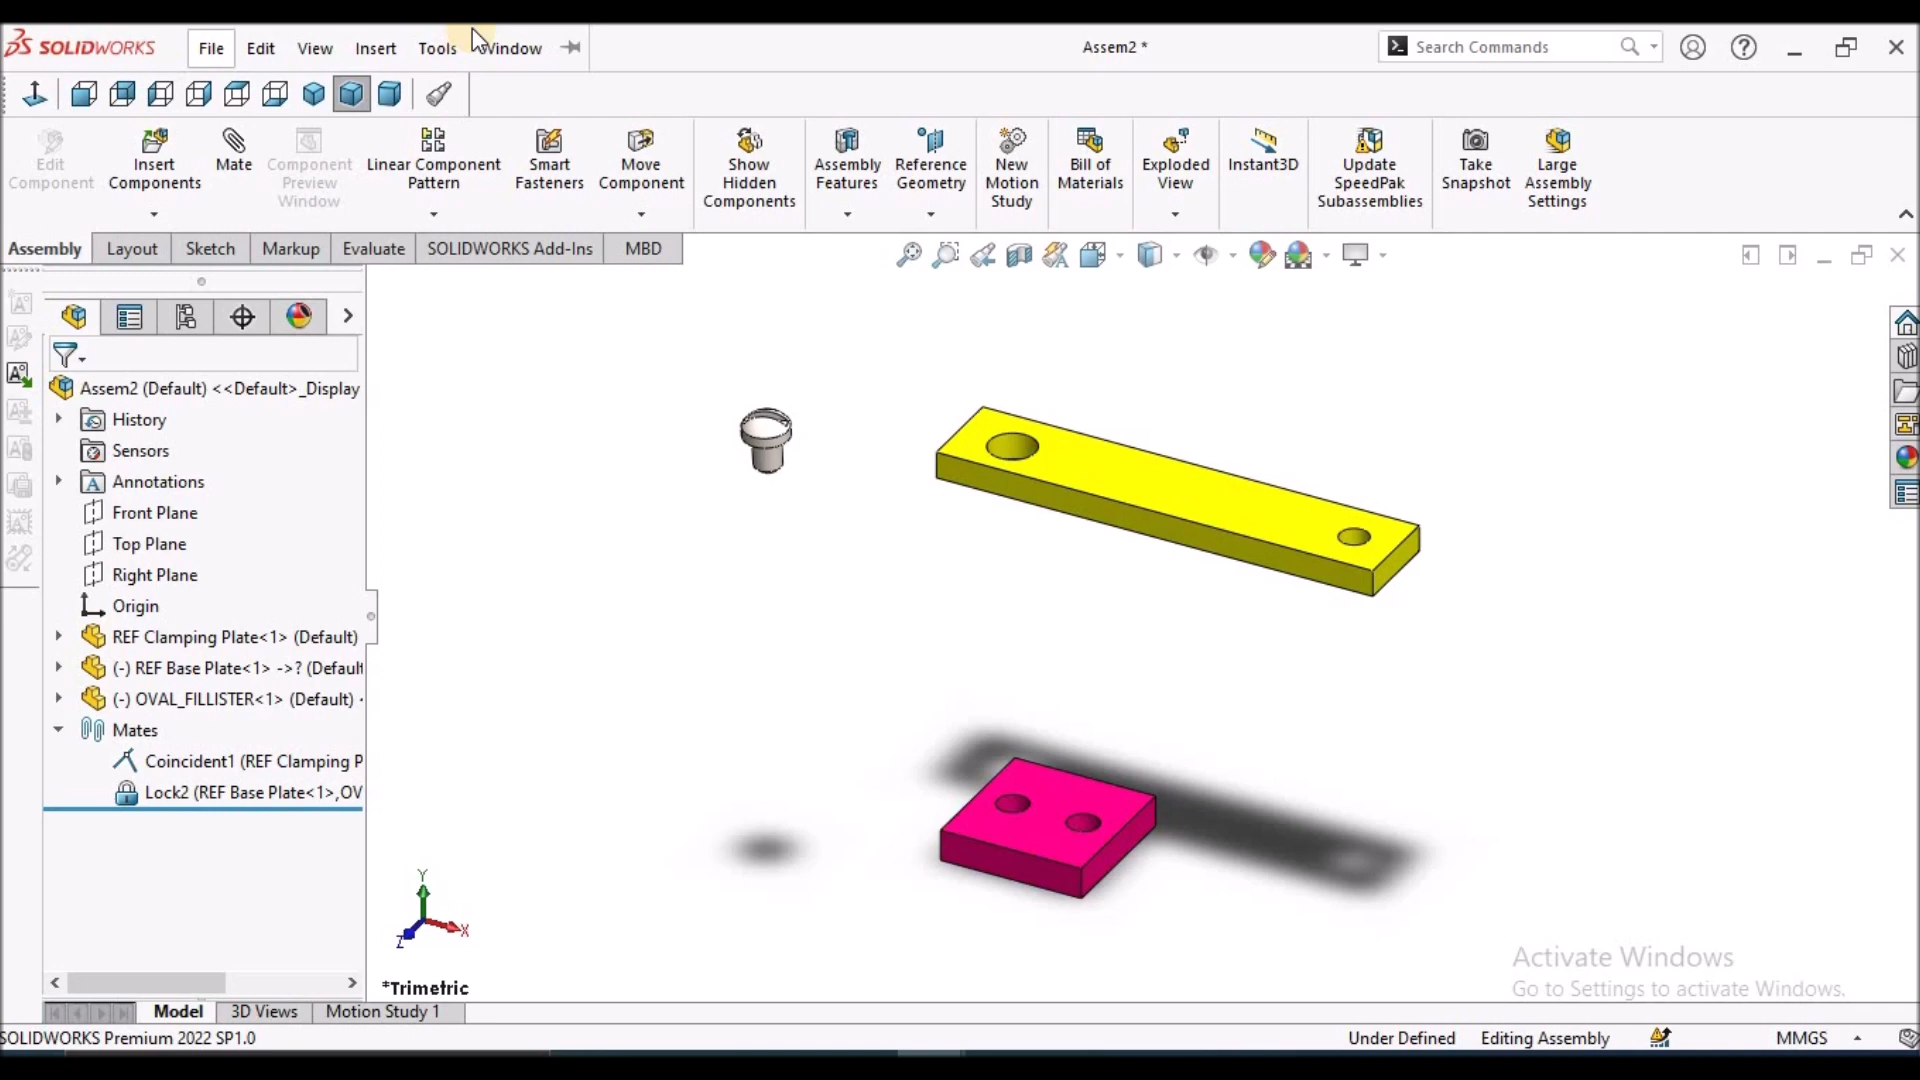 SOLIDWORKS
File Edit View Insert Tools Window
Assem2 *
Search Commands
Edit Component
Insert Components
Mate
Component Preview Window
Linear Component Pattern
Smart Fasteners
Move Component
Show Hidden Components
Assembly Features
Reference Geometry
New Motion Study
Bill of Materials
Exploded View
Instant3D
Update SpeedPak Subassemblies
Take Snapshot
Large Assembly Settings
Assembly Layout Sketch Markup Evaluate SOLIDWORKS Add-Ins MBD
Assem2 (Default) <<Default>_Display
History
Sensors
Annotations
Front Plane
Top Plane
Right Plane
Origin
REF Clamping Plate<1> (Default)
(-) REF Base Plate<1> ->? (Default
(-) OVAL_FILLISTER<1> (Default)
Mates
Coincident1 (REF Clamping P
Lock2 (REF Base Plate<1>,OV
Y
X
Z
*Trimetric
Activate Windows
Go to Settings to activate Windows.
Model 3D Views Motion Study 1
SOLIDWORKS Premium 2022 SP1.0
Under Defined Editing Assembly MMGS